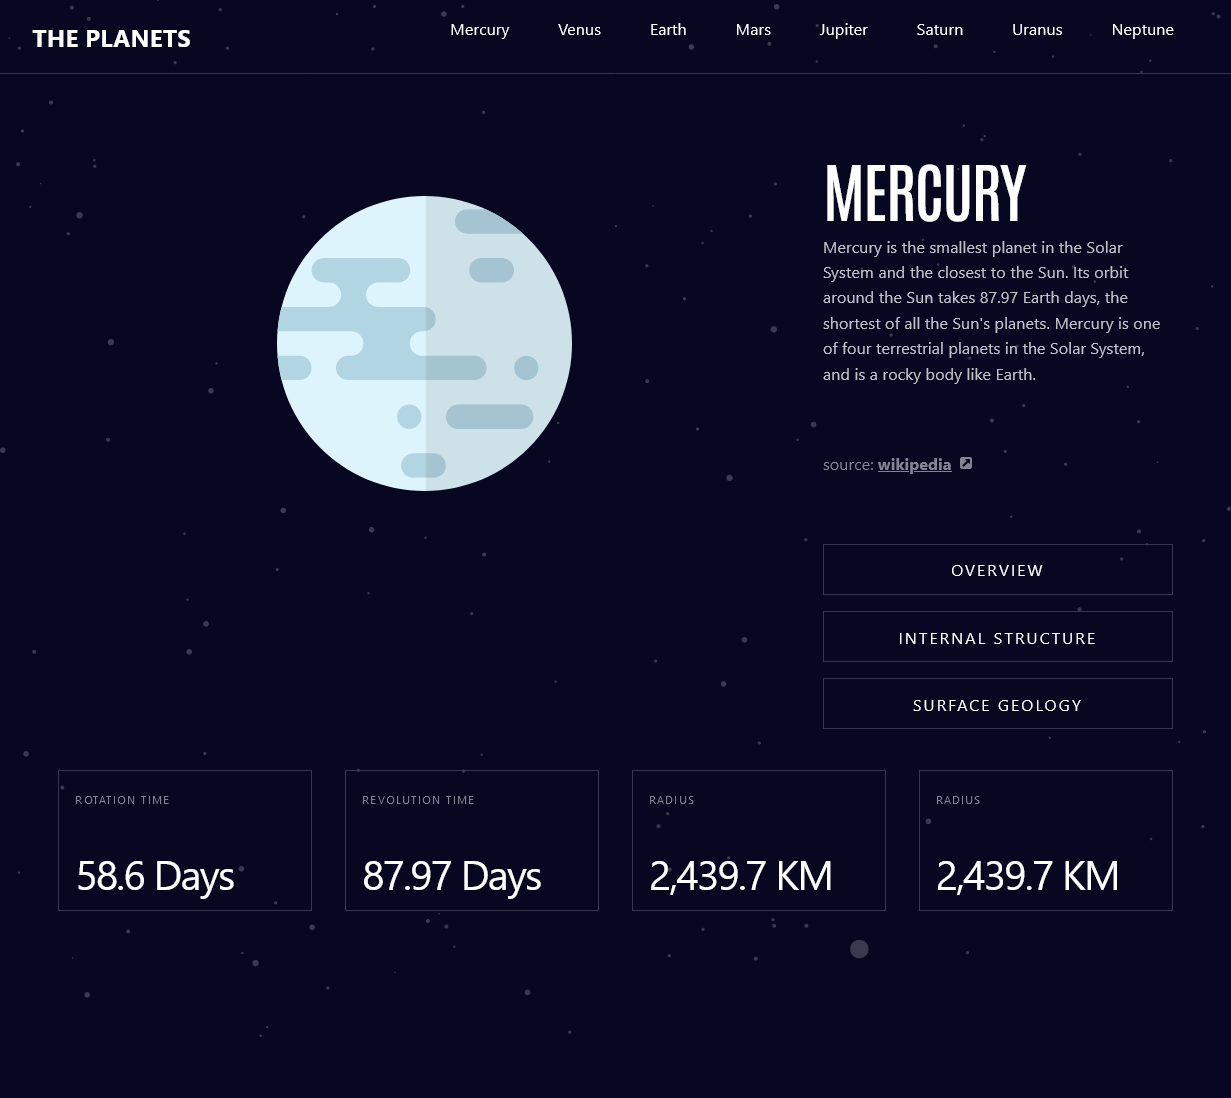 THE PLANETS
Mercury Venus Earth Mars Jupiter Saturn Uranus Neptune
MERCURY
Mercury is the smallest planet in the Solar
System and the closest to the Sun. Its orbit
around the Sun takes 87.97 Earth days, the
shortest of all the Sun's planets. Mercury is one
of four terrestrial planets in the Solar System,
and is a rocky body like Earth.
source: wikipedia
OVERVIEW
INTERNAL STRUCTURE
SURFACE GEOLOGY
ROTATION TIME
58.6 Days
REVOLUTION TIME
87.97 Days
RADIUS
2,439.7 KM
RADIUS
2,439.7 KM